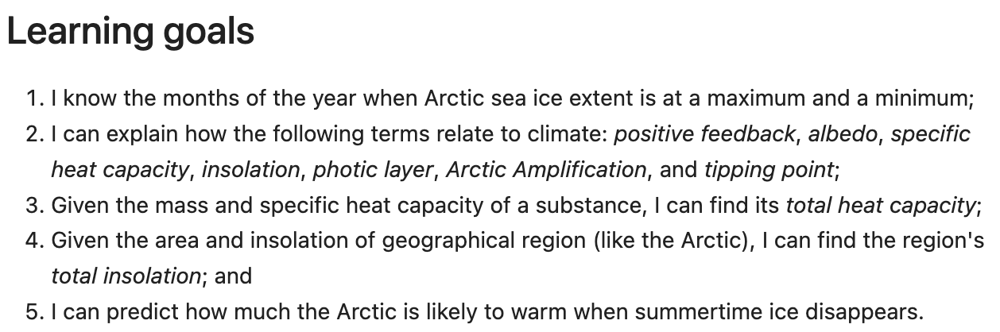 Learning goals
1. I know the months of the year when Arctic sea ice extent is at a maximum and a minimum;
2. I can explain how the following terms relate to climate: positive feedback, albedo, specific
heat capacity, insolation, photic layer, Arctic Amplification, and tipping point;
3. Given the mass and specific heat capacity of a substance, I can find its total heat capacity;
4. Given the area and insolation of geographical region (like the Arctic), I can find the region's
total insolation; and
5. I can predict how much the Arctic is likely to warm when summertime ice disappears.